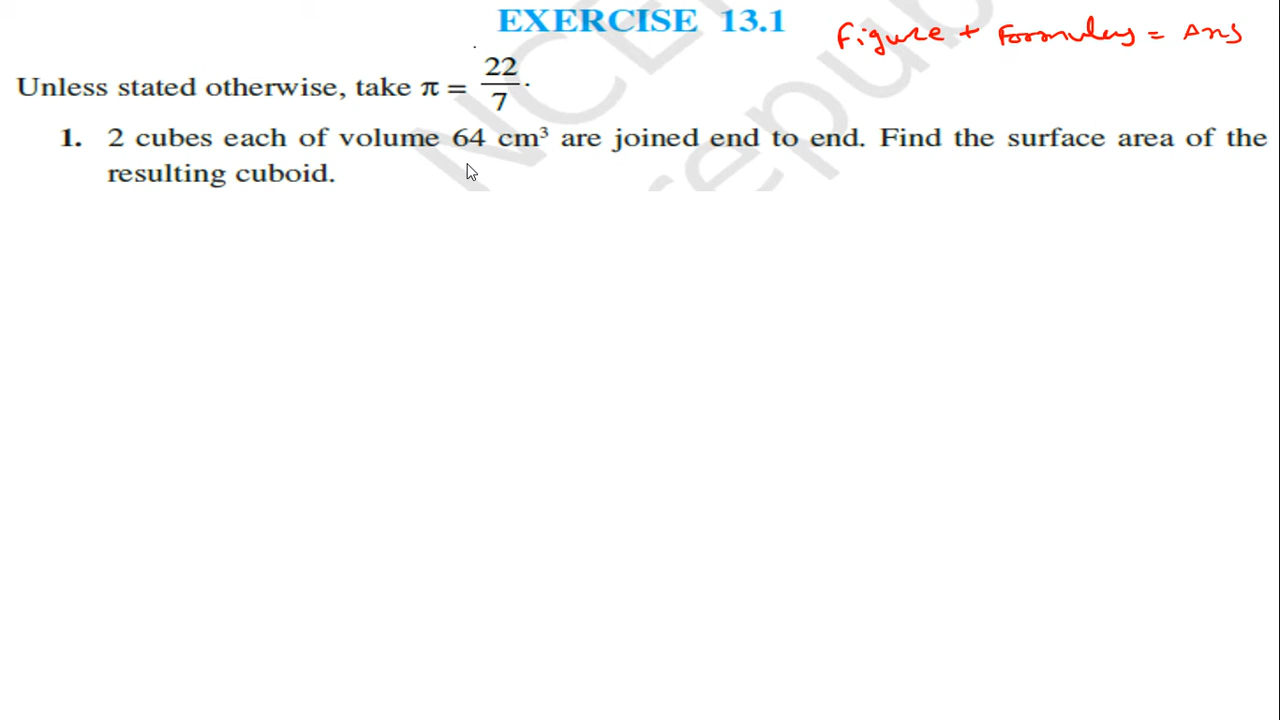 EXERCISE 13.1
Figure + Formulas = Ans
Unless stated otherwise, take π = 22/7.
1. 2 cubes each of volume 64 cm³ are joined end to end. Find the surface area of the
resulting cuboid.